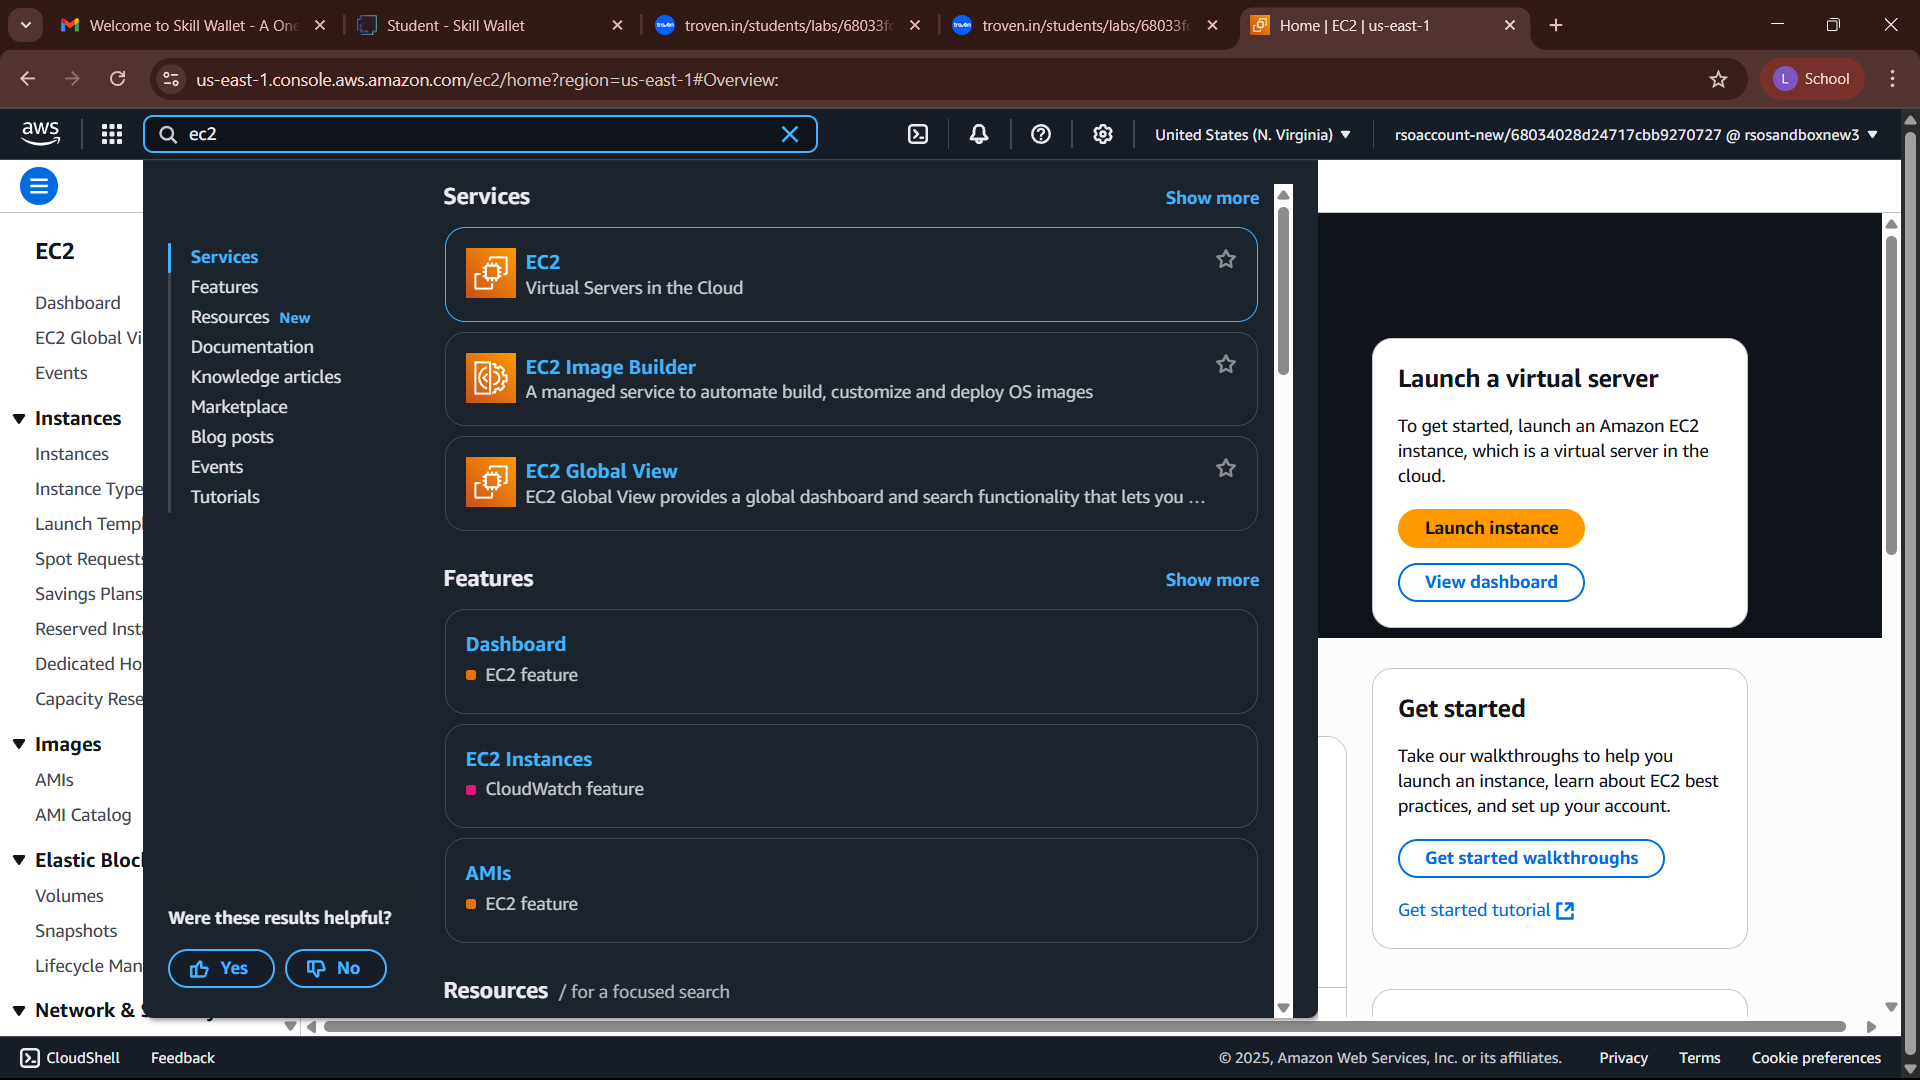 Welcome to Skill Wallet - A On
Student - Skill Wallet
troven.in/students/labs/68033f
troven.in/students/labs/68033f
Home | EC2 | us-east-1
us-east-1.console.aws.amazon.com/ec2/home?region=us-east-1#Overview:
L School
aws
ec2
United States (N. Virginia)
rsoaccount-new/68034028d24717cbb9270727 @ rsosandboxnew3
EC2
Dashboard
EC2 Global Vi
Events
Instances
Instances
Instance Type
Launch Templ
Spot Requests
Savings Plans
Reserved Inst
Dedicated Ho
Capacity Rese
Images
AMIs
AMI Catalog
Elastic Bloc
Volumes
Snapshots
Lifecycle Man
Network &
Services
Features
Resources New
Documentation
Knowledge articles
Marketplace
Blog posts
Events
Tutorials
Were these results helpful?
Yes
No
Services
Show more
EC2
Virtual Servers in the Cloud
EC2 Image Builder
A managed service to automate build, customize and deploy OS images
EC2 Global View
EC2 Global View provides a global dashboard and search functionality that lets you ...
Features
Show more
Dashboard
EC2 feature
EC2 Instances
CloudWatch feature
AMIs
EC2 feature
Resources / for a focused search
Launch a virtual server
To get started, launch an Amazon EC2
instance, which is a virtual server in the
cloud.
Launch instance
View dashboard
Get started
Take our walkthroughs to help you
launch an instance, learn about EC2 best
practices, and set up your account.
Get started walkthroughs
Get started tutorial
CloudShell
Feedback
© 2025, Amazon Web Services, Inc. or its affiliates.
Privacy
Terms
Cookie preferences